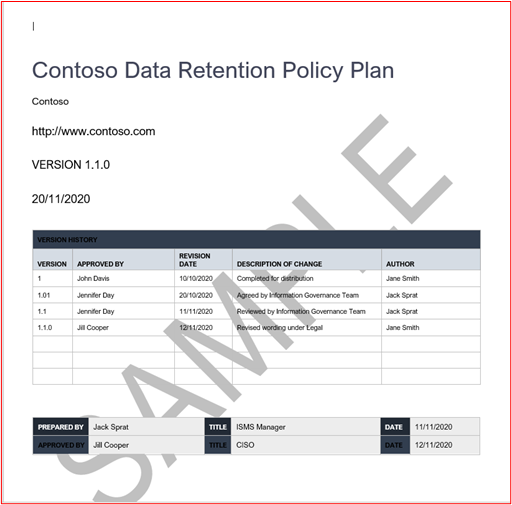 Contoso Data Retention Policy Plan
Contoso
http://www.contoso.com
VERSION 1.1.0
20/11/2020
VERSION HISTORY
VERSION APPROVED BY REVISION DATE DESCRIPTION OF CHANGE AUTHOR
1 John Davis 10/10/2020 Completed for distribution Jane Smith
1.01 Jennifer Day 20/10/2020 Agreed by Information Governance Team Jack Sprat
1.1 Jennifer Day 11/11/2020 Reviewed by Information Governance Team Jack Sprat
1.1.0 Jill Cooper 12/11/2020 Revised wording under Legal Jane Smith
PREPARED BY Jack Sprat TITLE ISMS Manager DATE 11/11/2020
APPROVED BY Jill Cooper TITLE CISO DATE 12/11/2020
SAMPLE